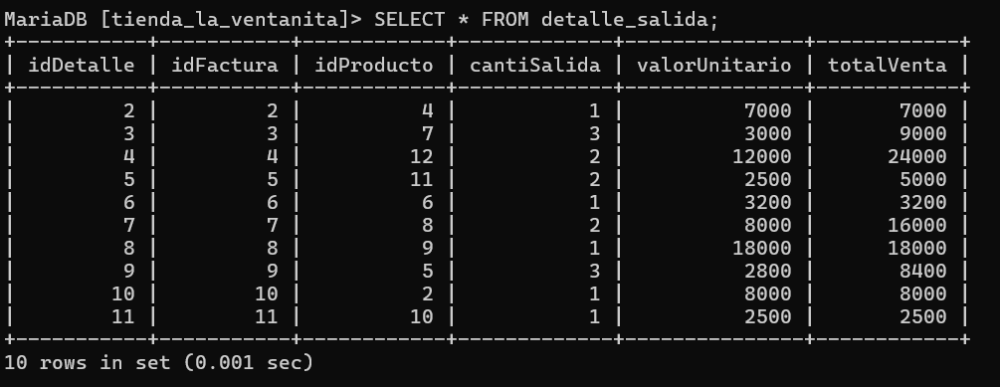 MariaDB [tienda_la_ventanita]> SELECT * FROM detalle_salida;
+-----------+-----------+------------+-------------+---------------+------------+
| idDetalle | idFactura | idProducto | cantiSalida | valorUnitario | totalVenta |
+-----------+-----------+------------+-------------+---------------+------------+
|         2 |         2 |          4 |           1 |          7000 |       7000 |
|         3 |         3 |          7 |           3 |          3000 |       9000 |
|         4 |         4 |         12 |           2 |         12000 |      24000 |
|         5 |         5 |         11 |           2 |          2500 |       5000 |
|         6 |         6 |          6 |           1 |          3200 |       3200 |
|         7 |         7 |          8 |           2 |          8000 |      16000 |
|         8 |         8 |          9 |           1 |         18000 |      18000 |
|         9 |         9 |          5 |           3 |          2800 |       8400 |
|        10 |        10 |          2 |           1 |          8000 |       8000 |
|        11 |        11 |         10 |           1 |          2500 |       2500 |
+-----------+-----------+------------+-------------+---------------+------------+
10 rows in set (0.001 sec)